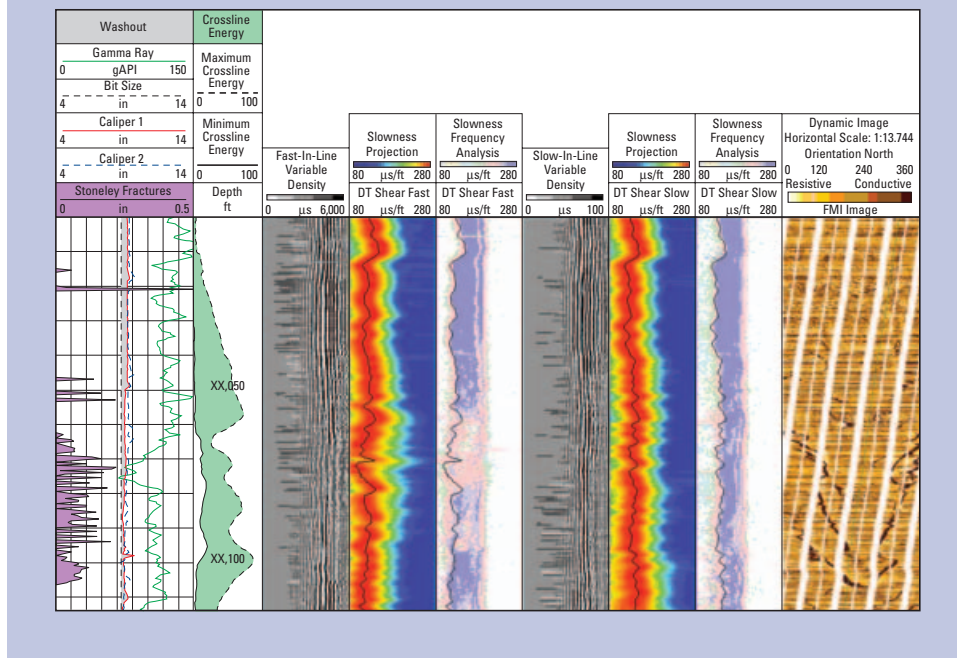 Washout
Gamma Ray
0 gAPI 150
Bit Size
4 in 14
Caliper 1
4 in 14
Caliper 2
4 in 14
Stoneley Fractures
0 in 0.5
Crossline
Energy
Maximum
Crossline
Energy
0 100
Minimum
Crossline
Energy
0 100
Depth
ft
Fast-In-Line
Variable
Density
0 µs 6,000
Slowness
Projection
80 µs/ft 280
DT Shear Fast
80 µs/ft 280
Slowness
Frequency
Analysis
80 µs/ft 280
DT Shear Fast
80 µs/ft 280
Slow-In-Line
Variable
Density
0 µs 100
Slowness
Projection
80 µs/ft 280
DT Shear Slow
80 µs/ft 280
Slowness
Frequency
Analysis
80 µs/ft 280
DT Shear Slow
80 µs/ft 280
Dynamic Image
Horizontal Scale: 1:13.744
Orientation North
0 120 240 360
Resistive Conductive
FMI Image
XX,050
XX,100